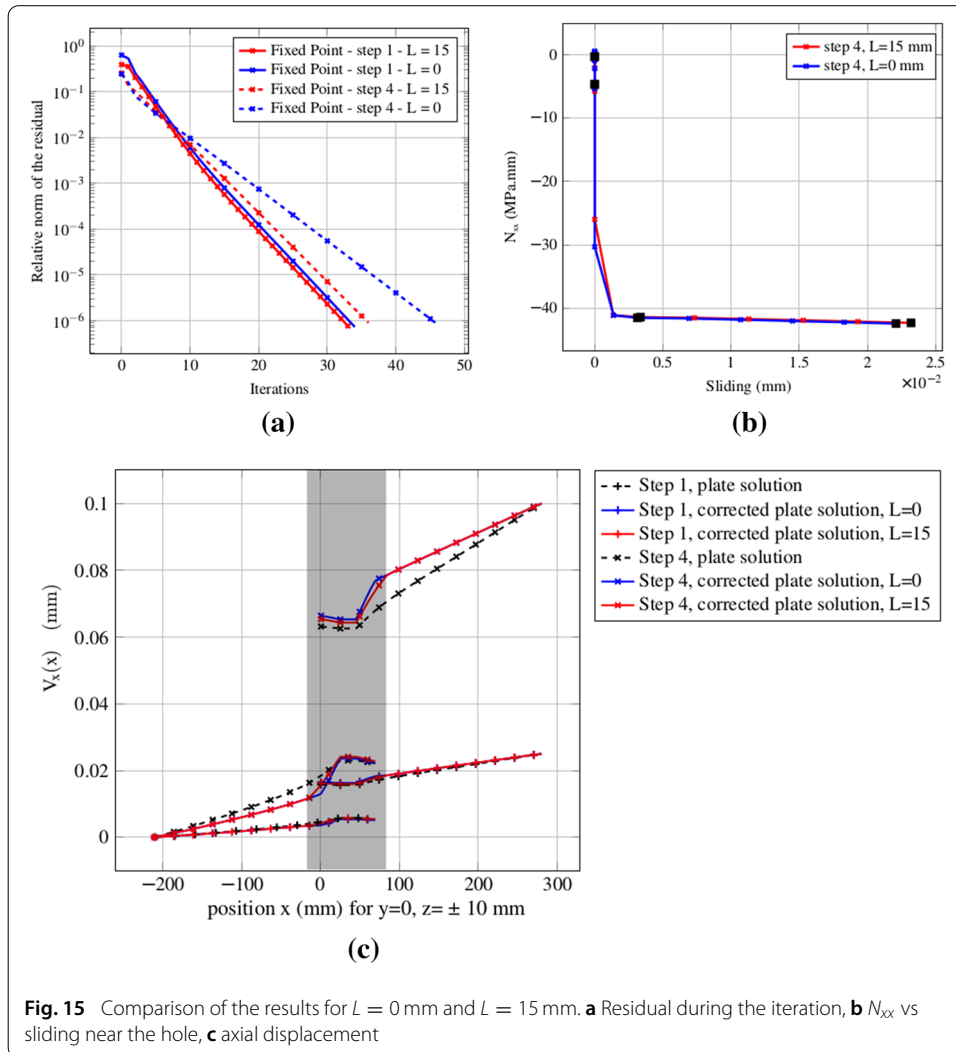 10^0
10^−1
10^−2
10^−3
10^−4
10^−5
10^−6
Relative norm of the residual
0 10 20 30 40 50
Iterations
Fixed Point - step 1 - L = 15
Fixed Point - step 1 - L = 0
Fixed Point - step 4 - L = 15
Fixed Point - step 4 - L = 0
(a)
0
−10
−20
−30
−40
N_xx (MPa.mm)
0 0.5 1 1.5 2 2.5
·10^−2
Sliding (mm)
step 4, L=15 mm
step 4, L=0 mm
(b)
0.1
0.08
0.06
0.04
0.02
0
V_x(x) (mm)
−200 −100 0 100 200 300
position x (mm) for y=0, z= ± 10 mm
Step 1, plate solution
Step 1, corrected plate solution, L=0
Step 1, corrected plate solution, L=15
Step 4, plate solution
Step 4, corrected plate solution, L=0
Step 4, corrected plate solution, L=15
(c)
Fig. 15 Comparison of the results for L = 0 mm and L = 15 mm. a Residual during the iteration, b N_xx vs
sliding near the hole, c axial displacement